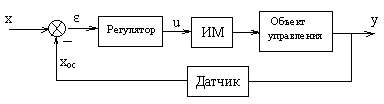 x
ε
Регулятор
u
ИМ
Объект
управления
y
−
xос
Датчик